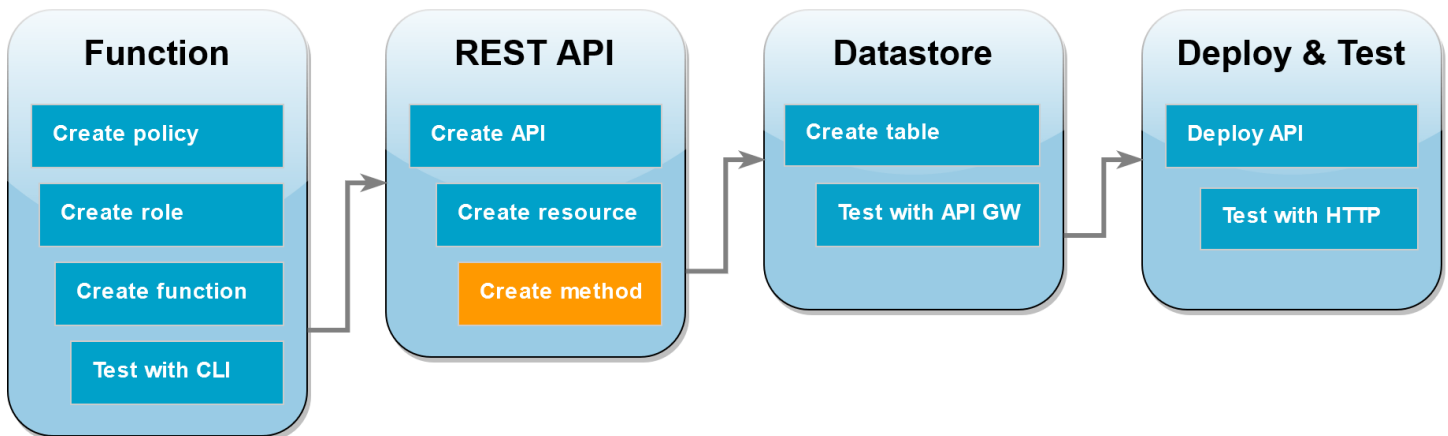 Function
Create policy
Create role
Create function
Test with CLI
REST API
Create API
Create resource
Create method
Datastore
Create table
Test with API GW
Deploy & Test
Deploy API
Test with HTTP